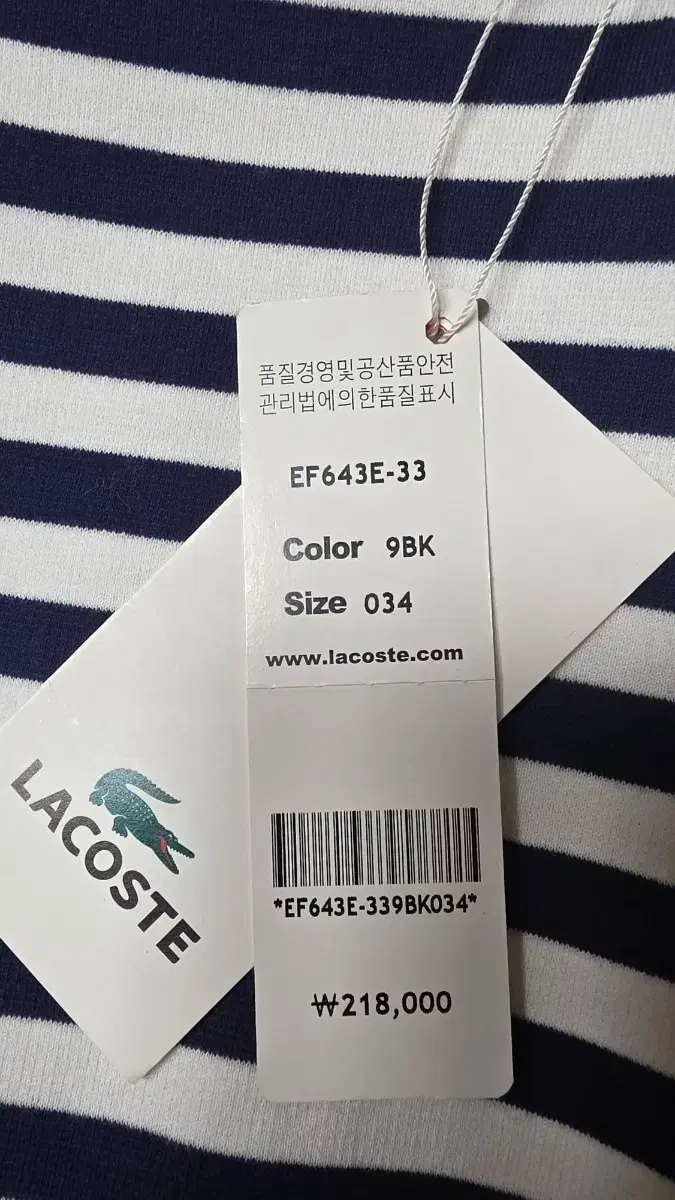 품질경영및공산품안전
관리법에의한품질표시
EF643E-33
Color 9BK
Size 034
www.lacoste.com
*EF643E-339BK034*
₩218,000
LACOSTE